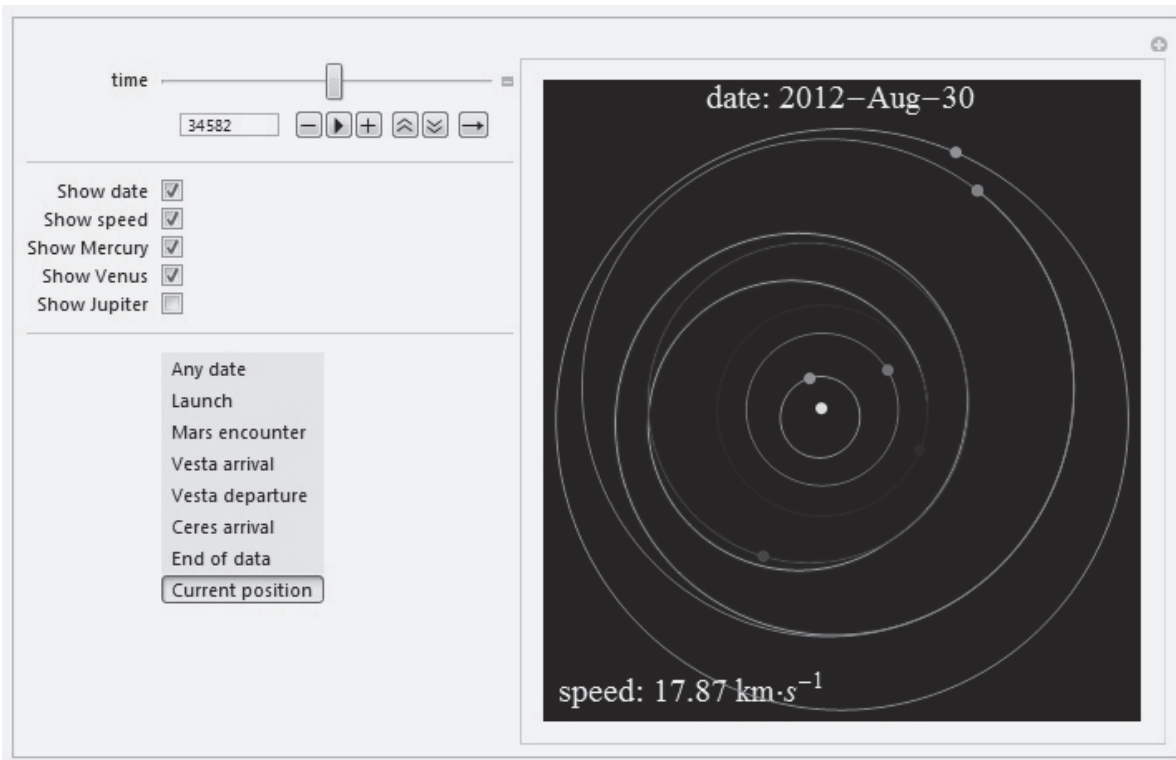 time
34582
Show date
Show speed
Show Mercury
Show Venus
Show Jupiter
Any date
Launch
Mars encounter
Vesta arrival
Vesta departure
Ceres arrival
End of data
Current position
date: 2012−Aug−30
speed: 17.87 km·s⁻¹